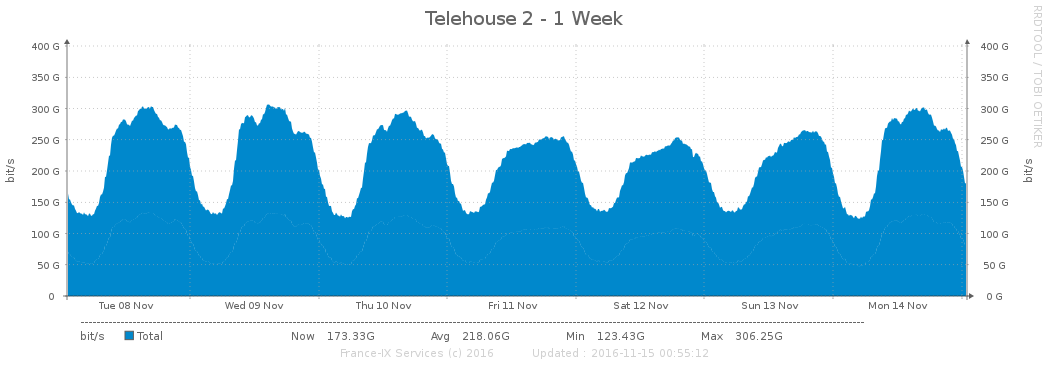 Telehouse 2 - 1 Week
RRDTOOL / TOBI OETIKER
400 G 400 G
350 G 350 G
300 G 300 G
250 G 250 G
200 G 200 G
150 G 150 G
100 G 100 G
50 G 50 G
0 0 G
bit/s bit/s
Tue 08 Nov Wed 09 Nov Thu 10 Nov Fri 11 Nov Sat 12 Nov Sun 13 Nov Mon 14 Nov
bit/s Total Now 173.33G Avg 218.06G Min 123.43G Max 306.25G
France-IX Services (c) 2016 Updated : 2016-11-15 00:55:12